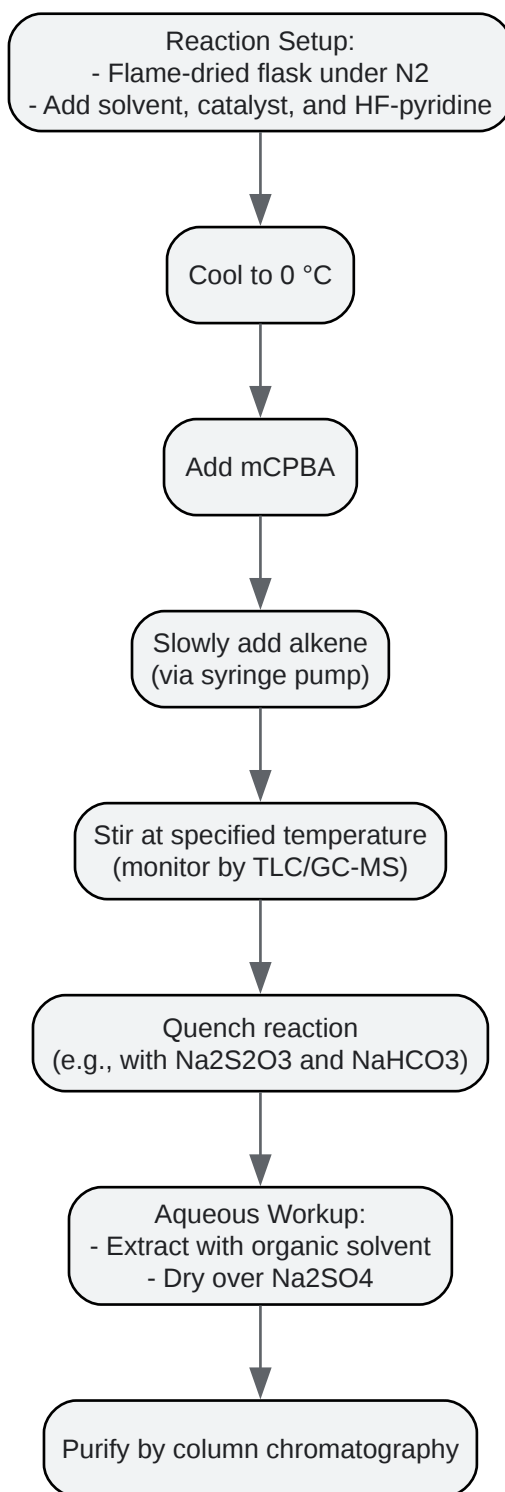 Reaction Setup:
- Flame-dried flask under N2
- Add solvent, catalyst, and HF-pyridine
Cool to 0 °C
Add mCPBA
Slowly add alkene
(via syringe pump)
Stir at specified temperature
(monitor by TLC/GC-MS)
Quench reaction
(e.g., with Na2S2O3 and NaHCO3)
Aqueous Workup:
- Extract with organic solvent
- Dry over Na2SO4
Purify by column chromatography